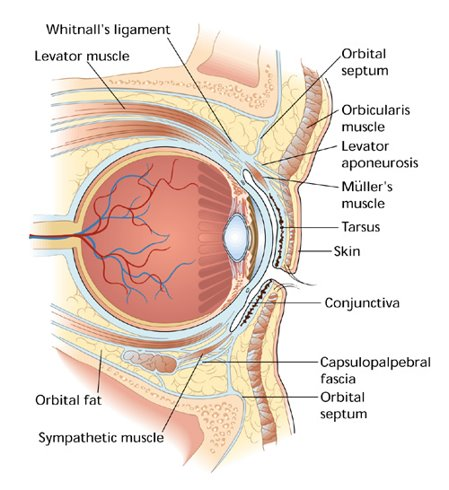 Whitnall's ligament
Levator muscle
Orbital
septum
Orbicularis
muscle
Levator
aponeurosis
Müller's
muscle
Tarsus
Skin
Conjunctiva
Capsulopalpebral
fascia
Orbital
septum
Orbital fat
Sympathetic muscle